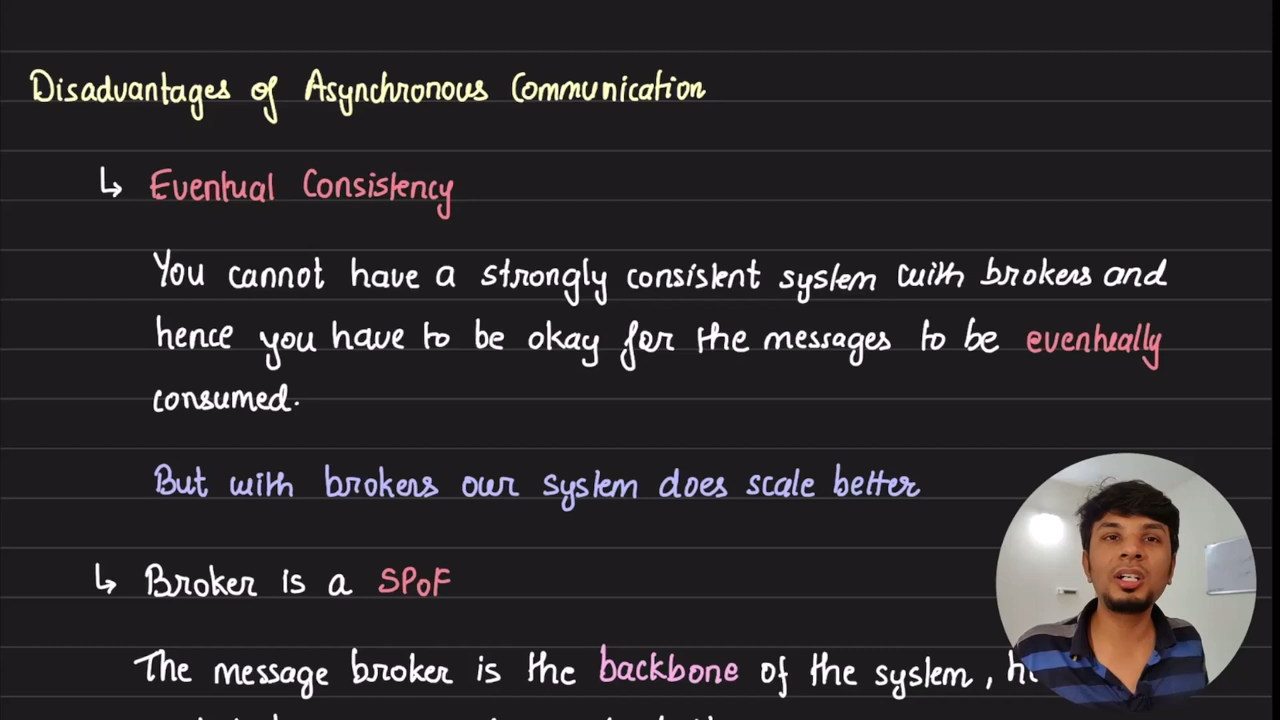 Disadvantages of Asynchronous Communication
↳ Eventual Consistency
You cannot have a strongly consistent system with brokers and
hence you have to be okay for the messages to be eventually
consumed.
But with brokers our system does scale better
↳ Broker is a SPoF
The message broker is the backbone of the system,